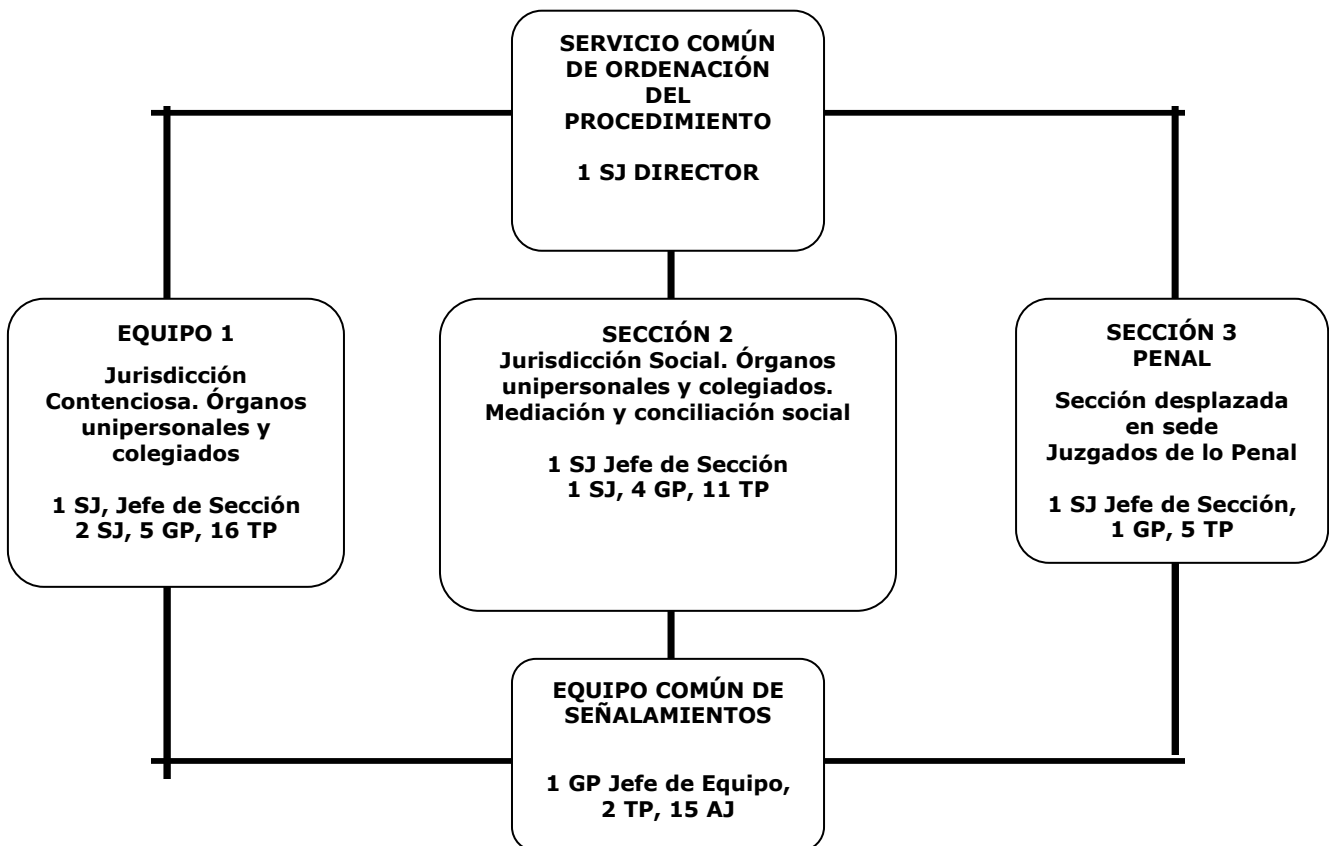 SERVICIO COMÚN
DE ORDENACIÓN
DEL
PROCEDIMIENTO
1 SJ DIRECTOR
EQUIPO 1
Jurisdicción
Contenciosa. Órganos
unipersonales y
colegiados
1 SJ, Jefe de Sección
2 SJ, 5 GP, 16 TP
SECCIÓN 2
Jurisdicción Social. Órganos
unipersonales y colegiados.
Mediación y conciliación social
1 SJ Jefe de Sección
1 SJ, 4 GP, 11 TP
SECCIÓN 3
PENAL
Sección desplazada
en sede
Juzgados de lo Penal
1 SJ Jefe de Sección,
1 GP, 5 TP
EQUIPO COMÚN DE
SEÑALAMIENTOS
1 GP Jefe de Equipo,
2 TP, 15 AJ